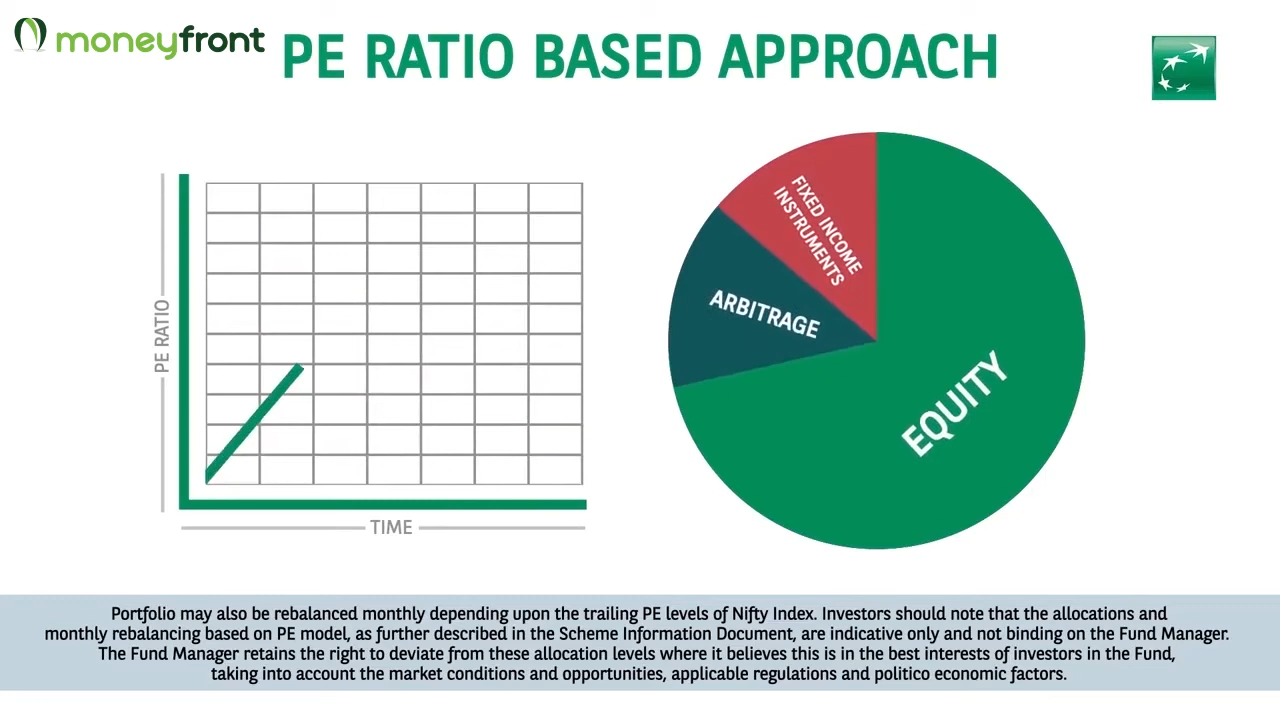 moneyfront
PE RATIO BASED APPROACH
PE RATIO
TIME
FIXED INCOME
INSTRUMENTS
ARBITRAGE
EQUITY
Portfolio may also be rebalanced monthly depending upon the trailing PE levels of Nifty Index. Investors should note that the allocations and
monthly rebalancing based on PE model, as further described in the Scheme Information Document, are indicative only and not binding on the Fund Manager.
The Fund Manager retains the right to deviate from these allocation levels where it believes this is in the best interests of investors in the Fund,
taking into account the market conditions and opportunities, applicable regulations and politico economic factors.